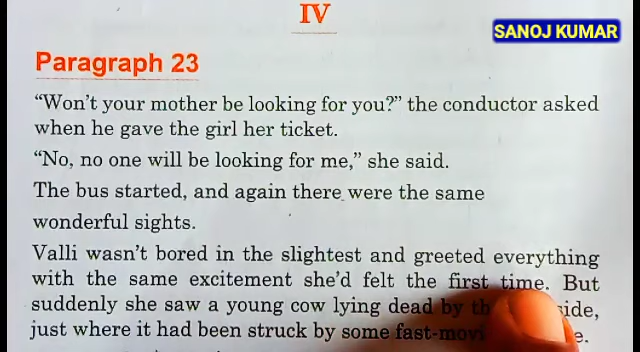 IV
SANOJ KUMAR
Paragraph 23
“Won’t your mother be looking for you?” the conductor asked
when he gave the girl her ticket.
“No, no one will be looking for me,” she said.
The bus started, and again there were the same
wonderful sights.
Valli wasn’t bored in the slightest and greeted everything
with the same excitement she’d felt the first time. But
suddenly she saw a young cow lying dead by
just where it had been struck by some